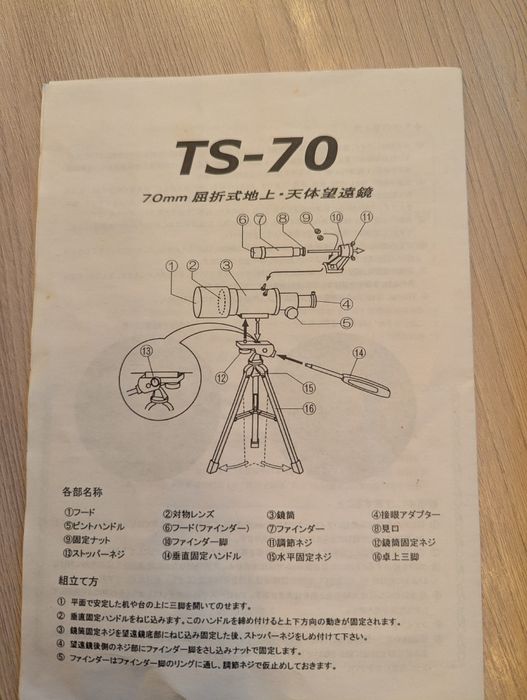 TS-70
70mm 屈折式地上・天体望遠鏡
⑥ ⑦ ⑧ ⑨ ⑩ ⑪
① ② ③
④
⑤
⑬
⑫ ⑭
⑮
⑯
各部名称
①フード ②対物レンズ ③鏡筒 ④接眼アダプター
⑤ピントハンドル ⑥フード(ファインダー) ⑦ファインダー ⑧見口
⑨固定ナット ⑩ファインダー脚 ⑪調節ネジ ⑫鏡筒固定ネジ
⑬ストッパーネジ ⑭垂直固定ハンドル ⑮水平固定ネジ ⑯卓上三脚
組立て方
① 平面で安定した机や台の上に三脚を開いてのせます。
② 垂直固定ハンドルをねじ込みます。このハンドルを締め付けると上下方向の動きが固定されます。
③ 鏡筒固定ネジを望遠鏡底部にねじ込み固定した後、ストッパーネジをしめ付けて下さい。
④ 望遠鏡後側のネジ部にファインダー脚をさし込みナットで固定します。
⑤ ファインダーはファインダー脚のリングに通し、調節ネジで仮止めしておきます。